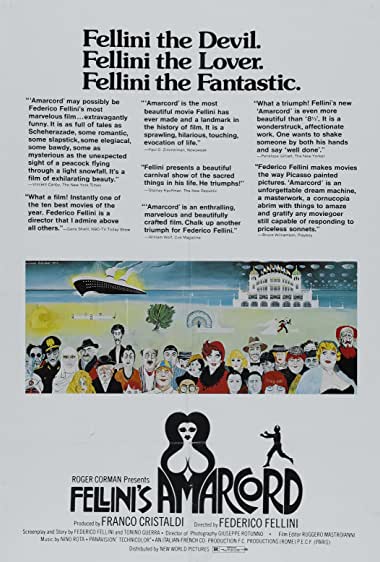 Fellini the Devil.
Fellini the Lover.
Fellini the Fantastic.
"'Amarcord' may possibly be
Federico Fellini's most
marvelous film...extravagantly
funny. It is as full of tales as
Scheherazade, some romantic,
some slapstick, some elegiacal,
some bawdy, some as
mysterious as the unexpected
sight of a peacock flying
through a light snowfall. It's a
film of exhilarating beauty."
—Vincent Canby, The New York Times
"What a film! Instantly one of
the ten best movies of the
year. Federico Fellini is a
director that I admire above
all others." —Gene Shalit, NBC-TV Today Show
"'Amarcord' is the most
beautiful movie Fellini has
ever made and a landmark in
the history of film. It is a
sprawling, hilarious, touching,
evocation of life."
—Paul D. Zimmerman, Newsweek
"Fellini presents a beautiful
carnival show of the sacred
things in his life. He triumphs!"
—Stanley Kauffman, The New Republic
"'Amarcord' is an enthralling,
marvelous and beautifully
crafted film. Chalk up another
triumph for Federico Fellini."
—William Wolf, Cue Magazine
"What a triumph! Fellini's new
'Amarcord' is even more
beautiful than '8½'. It is a
wonderstruck, affectionate
work. One wants to shake
someone by both his hands
and say 'well done'."
—Penelope Gilliatt, The New Yorker
"Federico Fellini makes movies
the way Picasso painted
pictures. 'Amarcord' is an
unforgettable dream machine,
a masterwork, a cornucopia
abrim with things to amaze
and gratify any moviegoer
still capable of responding to
priceless sonnets."
—Bruce Williamson, Playboy
ROGER CORMAN Presents
FELLINI'S AMARCORD
Produced by FRANCO CRISTALDI Directed by FEDERICO FELLINI
Screenplay and Story by FEDERICO FELLINI and TONINO GUERRA • Director of Photography GIUSEPPE ROTUNNO • Film Editor RUGGERO MASTROIANNI
Music by NINO ROTA • PANAVISION® TECHNICOLOR® • AN ITALIAN-FRENCH CO-PRODUCTION F.C. PRODUCTIONS (ROME) P.E.C.F. (PARIS)
Distributed by NEW WORLD PICTURES R